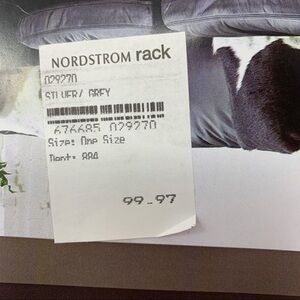 NORDSTROM rack
029270
SILVER/ GREY
676685 029270
Size: One Size
Dept: 884
99.97